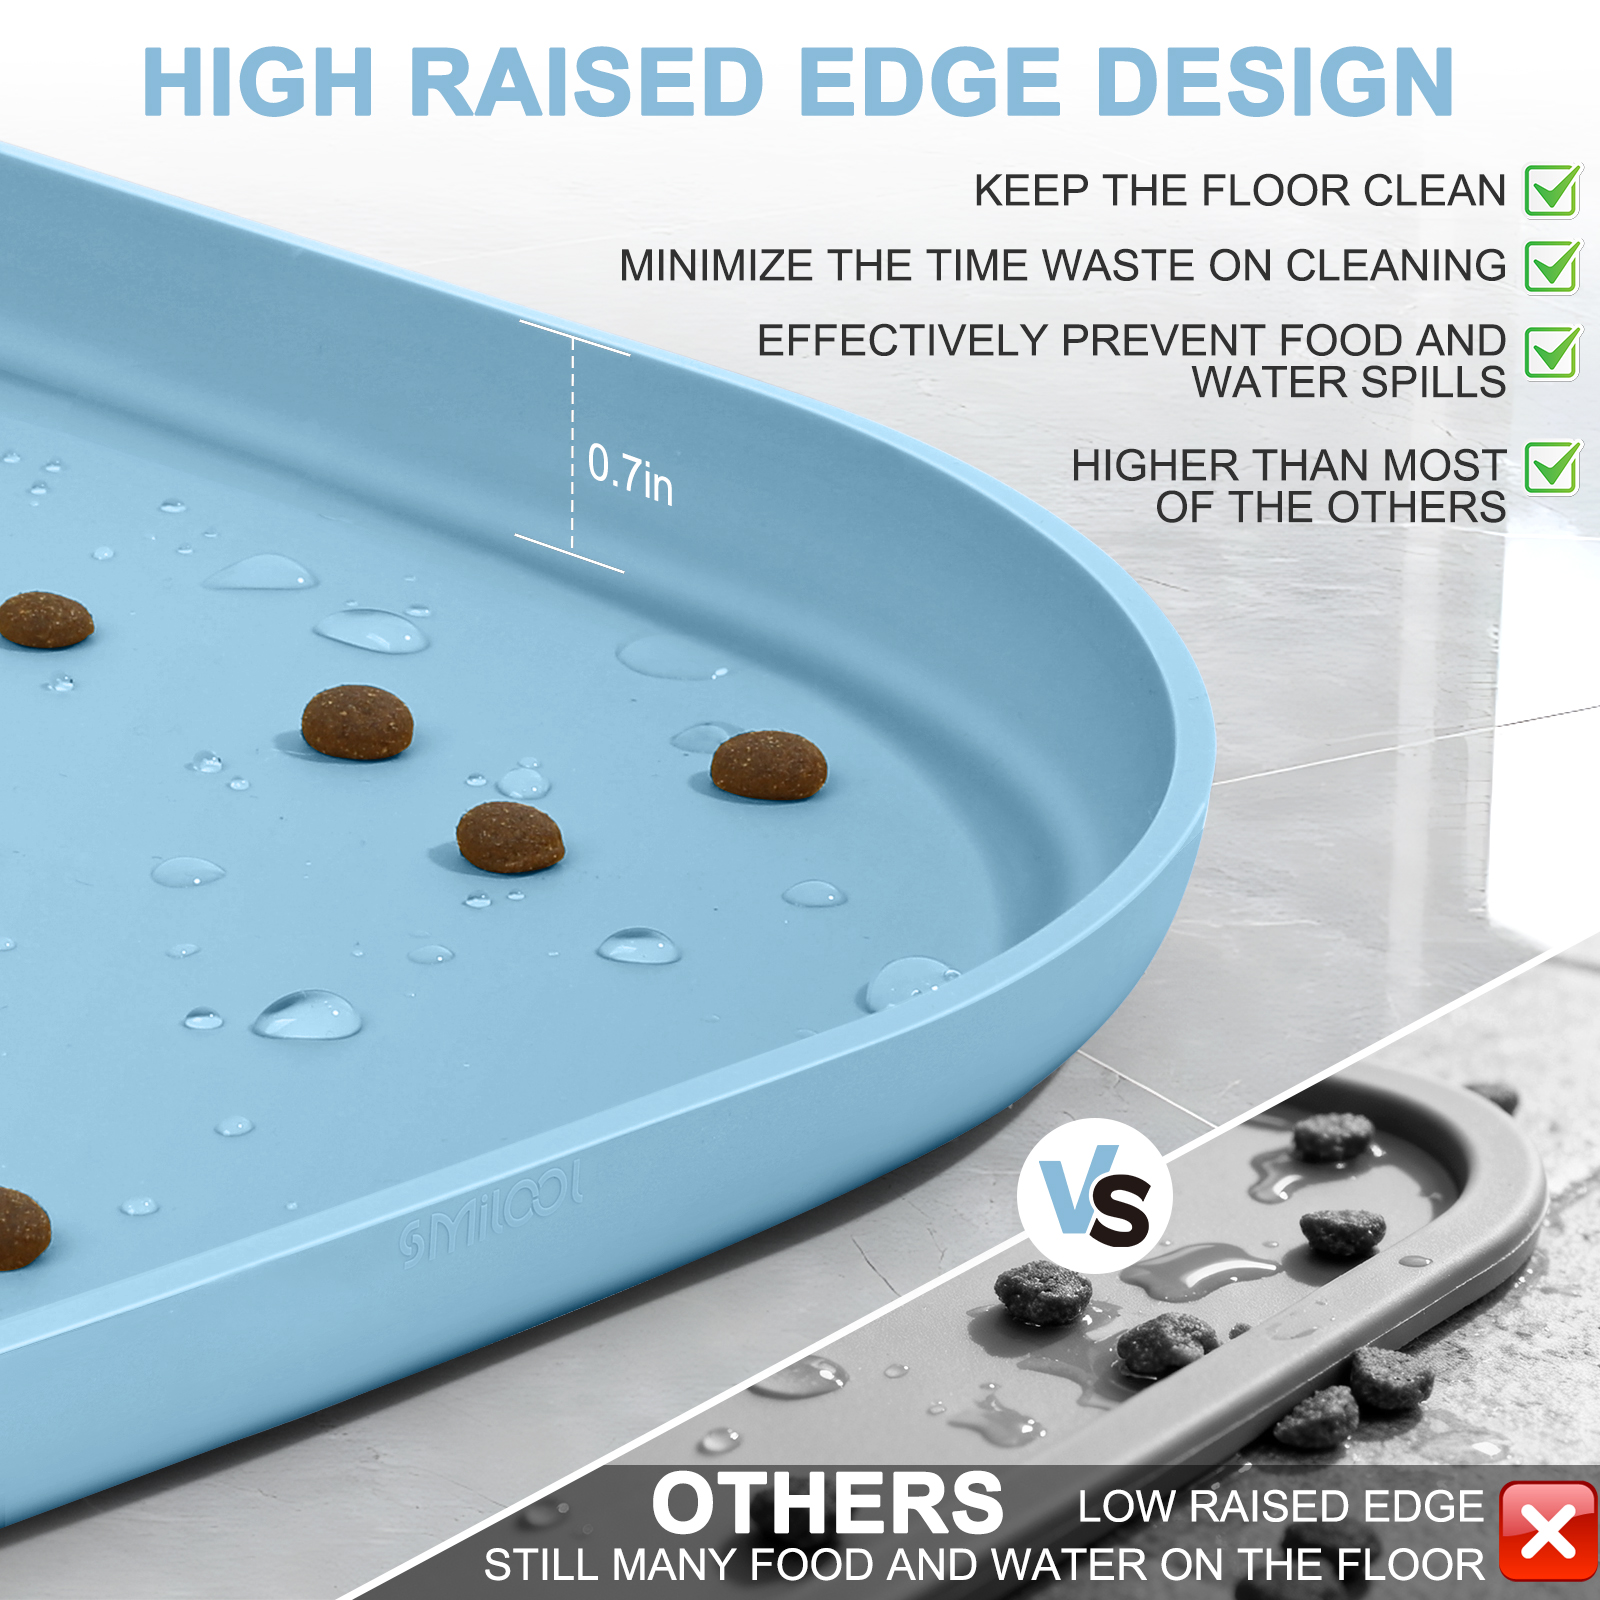 HIGH RAISED EDGE DESIGN
KEEP THE FLOOR CLEAN
MINIMIZE THE TIME WASTE ON CLEANING
EFFECTIVELY PREVENT FOOD AND
WATER SPILLS
HIGHER THAN MOST
OF THE OTHERS
0.7in
SMilOOl
VS
OTHERS
LOW RAISED EDGE
STILL MANY FOOD AND WATER ON THE FLOOR